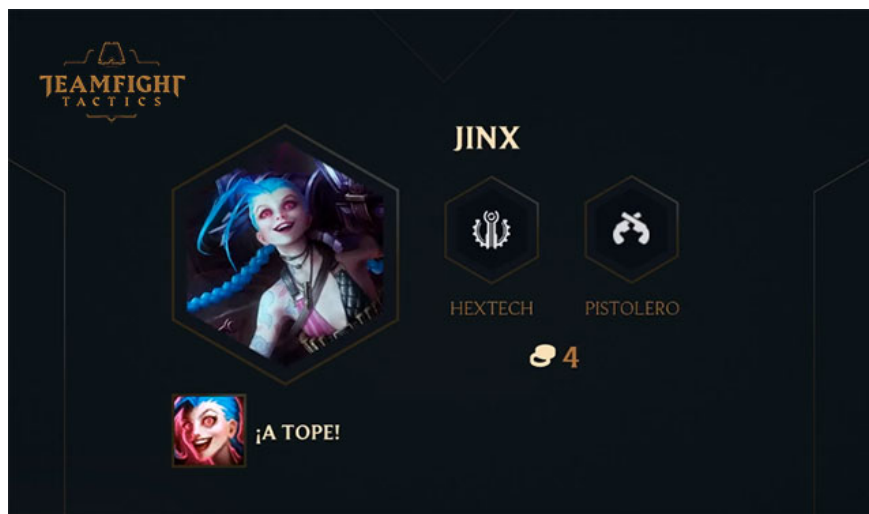 TEAMFIGHT
TACTICS
JINX
HEXTECH
PISTOLERO
4
¡A TOPE!